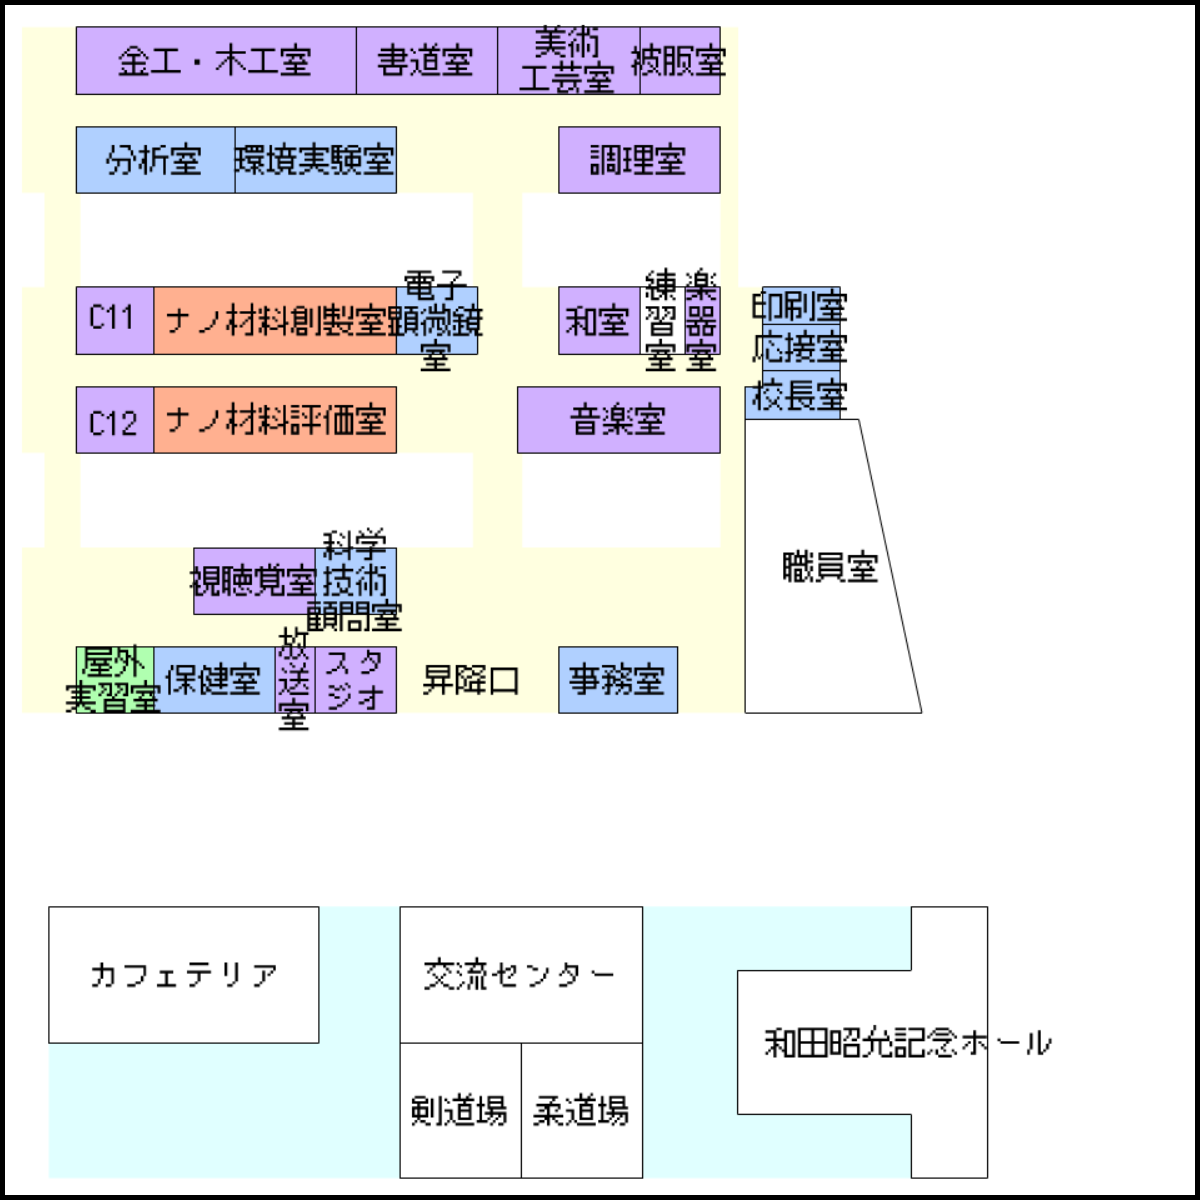 金工・木工室
書道室
美術
工芸室
被服室
分析室
環境実験室
調理室
C11
ナノ材料創製室
電子
顕微鏡
室
和室
練
習
室
楽
器
室
印刷室
応接室
校長室
C12
ナノ材料評価室
音楽室
職員室
視聴覚室
科学
技術
顧問室
屋外
実習室
保健室
放
送
室
スタ
ジオ
昇降口
事務室
カフェテリア
交流センター
和田昭允記念ホール
剣道場
柔道場